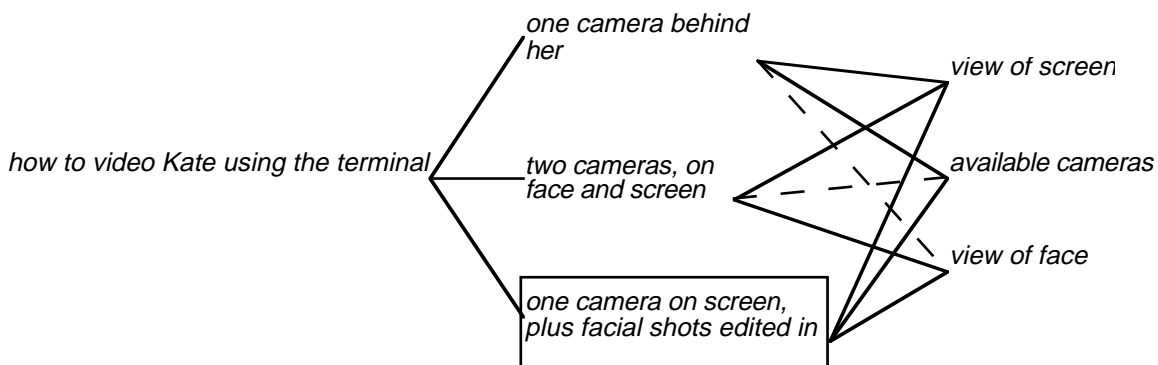 one camera behind
her
view of screen
how to video Kate using the terminal
two cameras, on
face and screen
available cameras
view of face
one camera on screen,
plus facial shots edited in